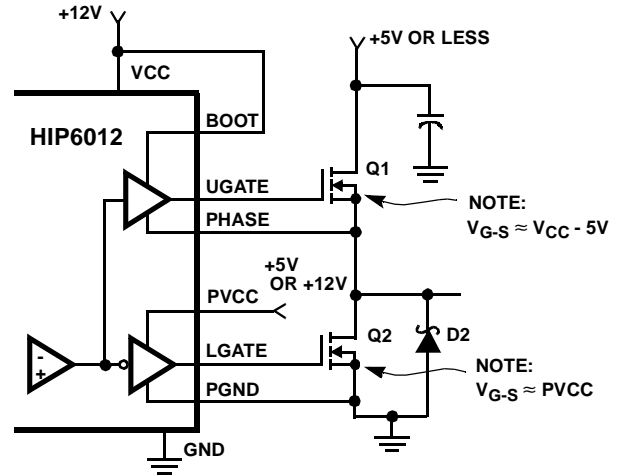 +12V
+5V OR LESS
VCC
BOOT
HIP6012
Q1
UGATE
NOTE:
VG-S ≈ VCC - 5V
PHASE
+5V
OR +12V
PVCC
Q2
D2
LGATE
NOTE:
VG-S ≈ PVCC
PGND
-
+
GND